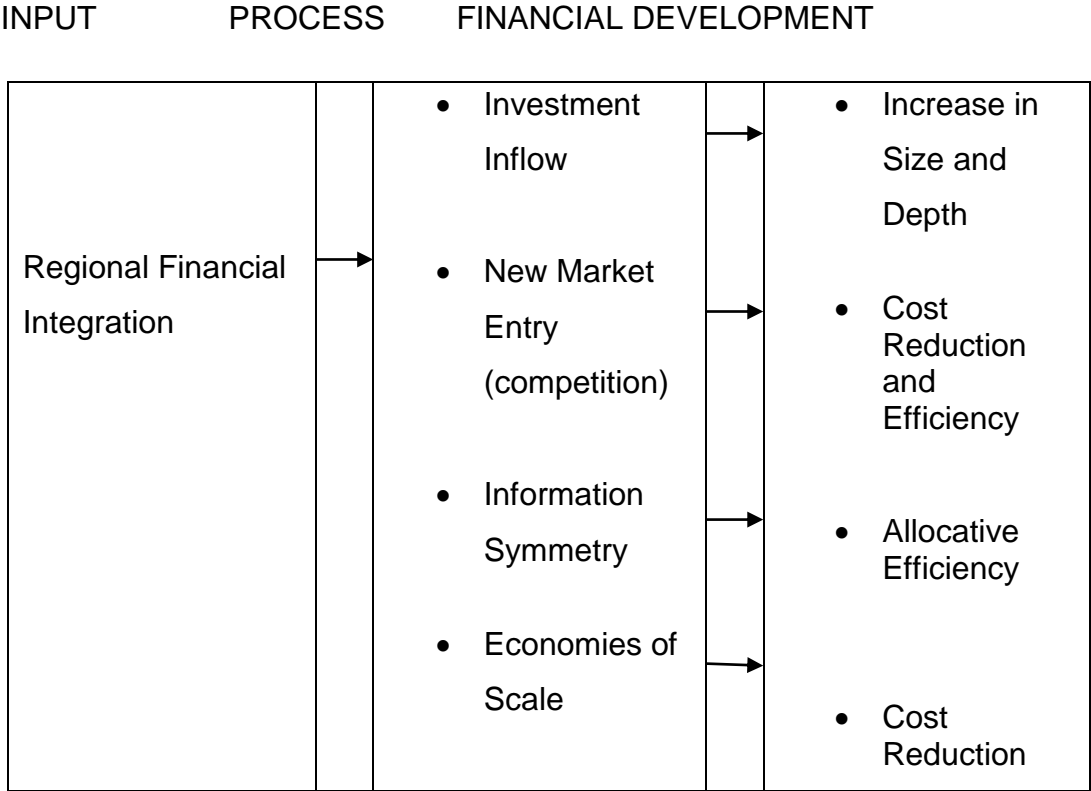 INPUT PROCESS FINANCIAL DEVELOPMENT
Regional Financial
Integration
• Investment
Inflow
• New Market
Entry
(competition)
• Information
Symmetry
• Economies of
Scale
• Increase in
Size and
Depth
• Cost
Reduction
and
Efficiency
• Allocative
Efficiency
• Cost
Reduction